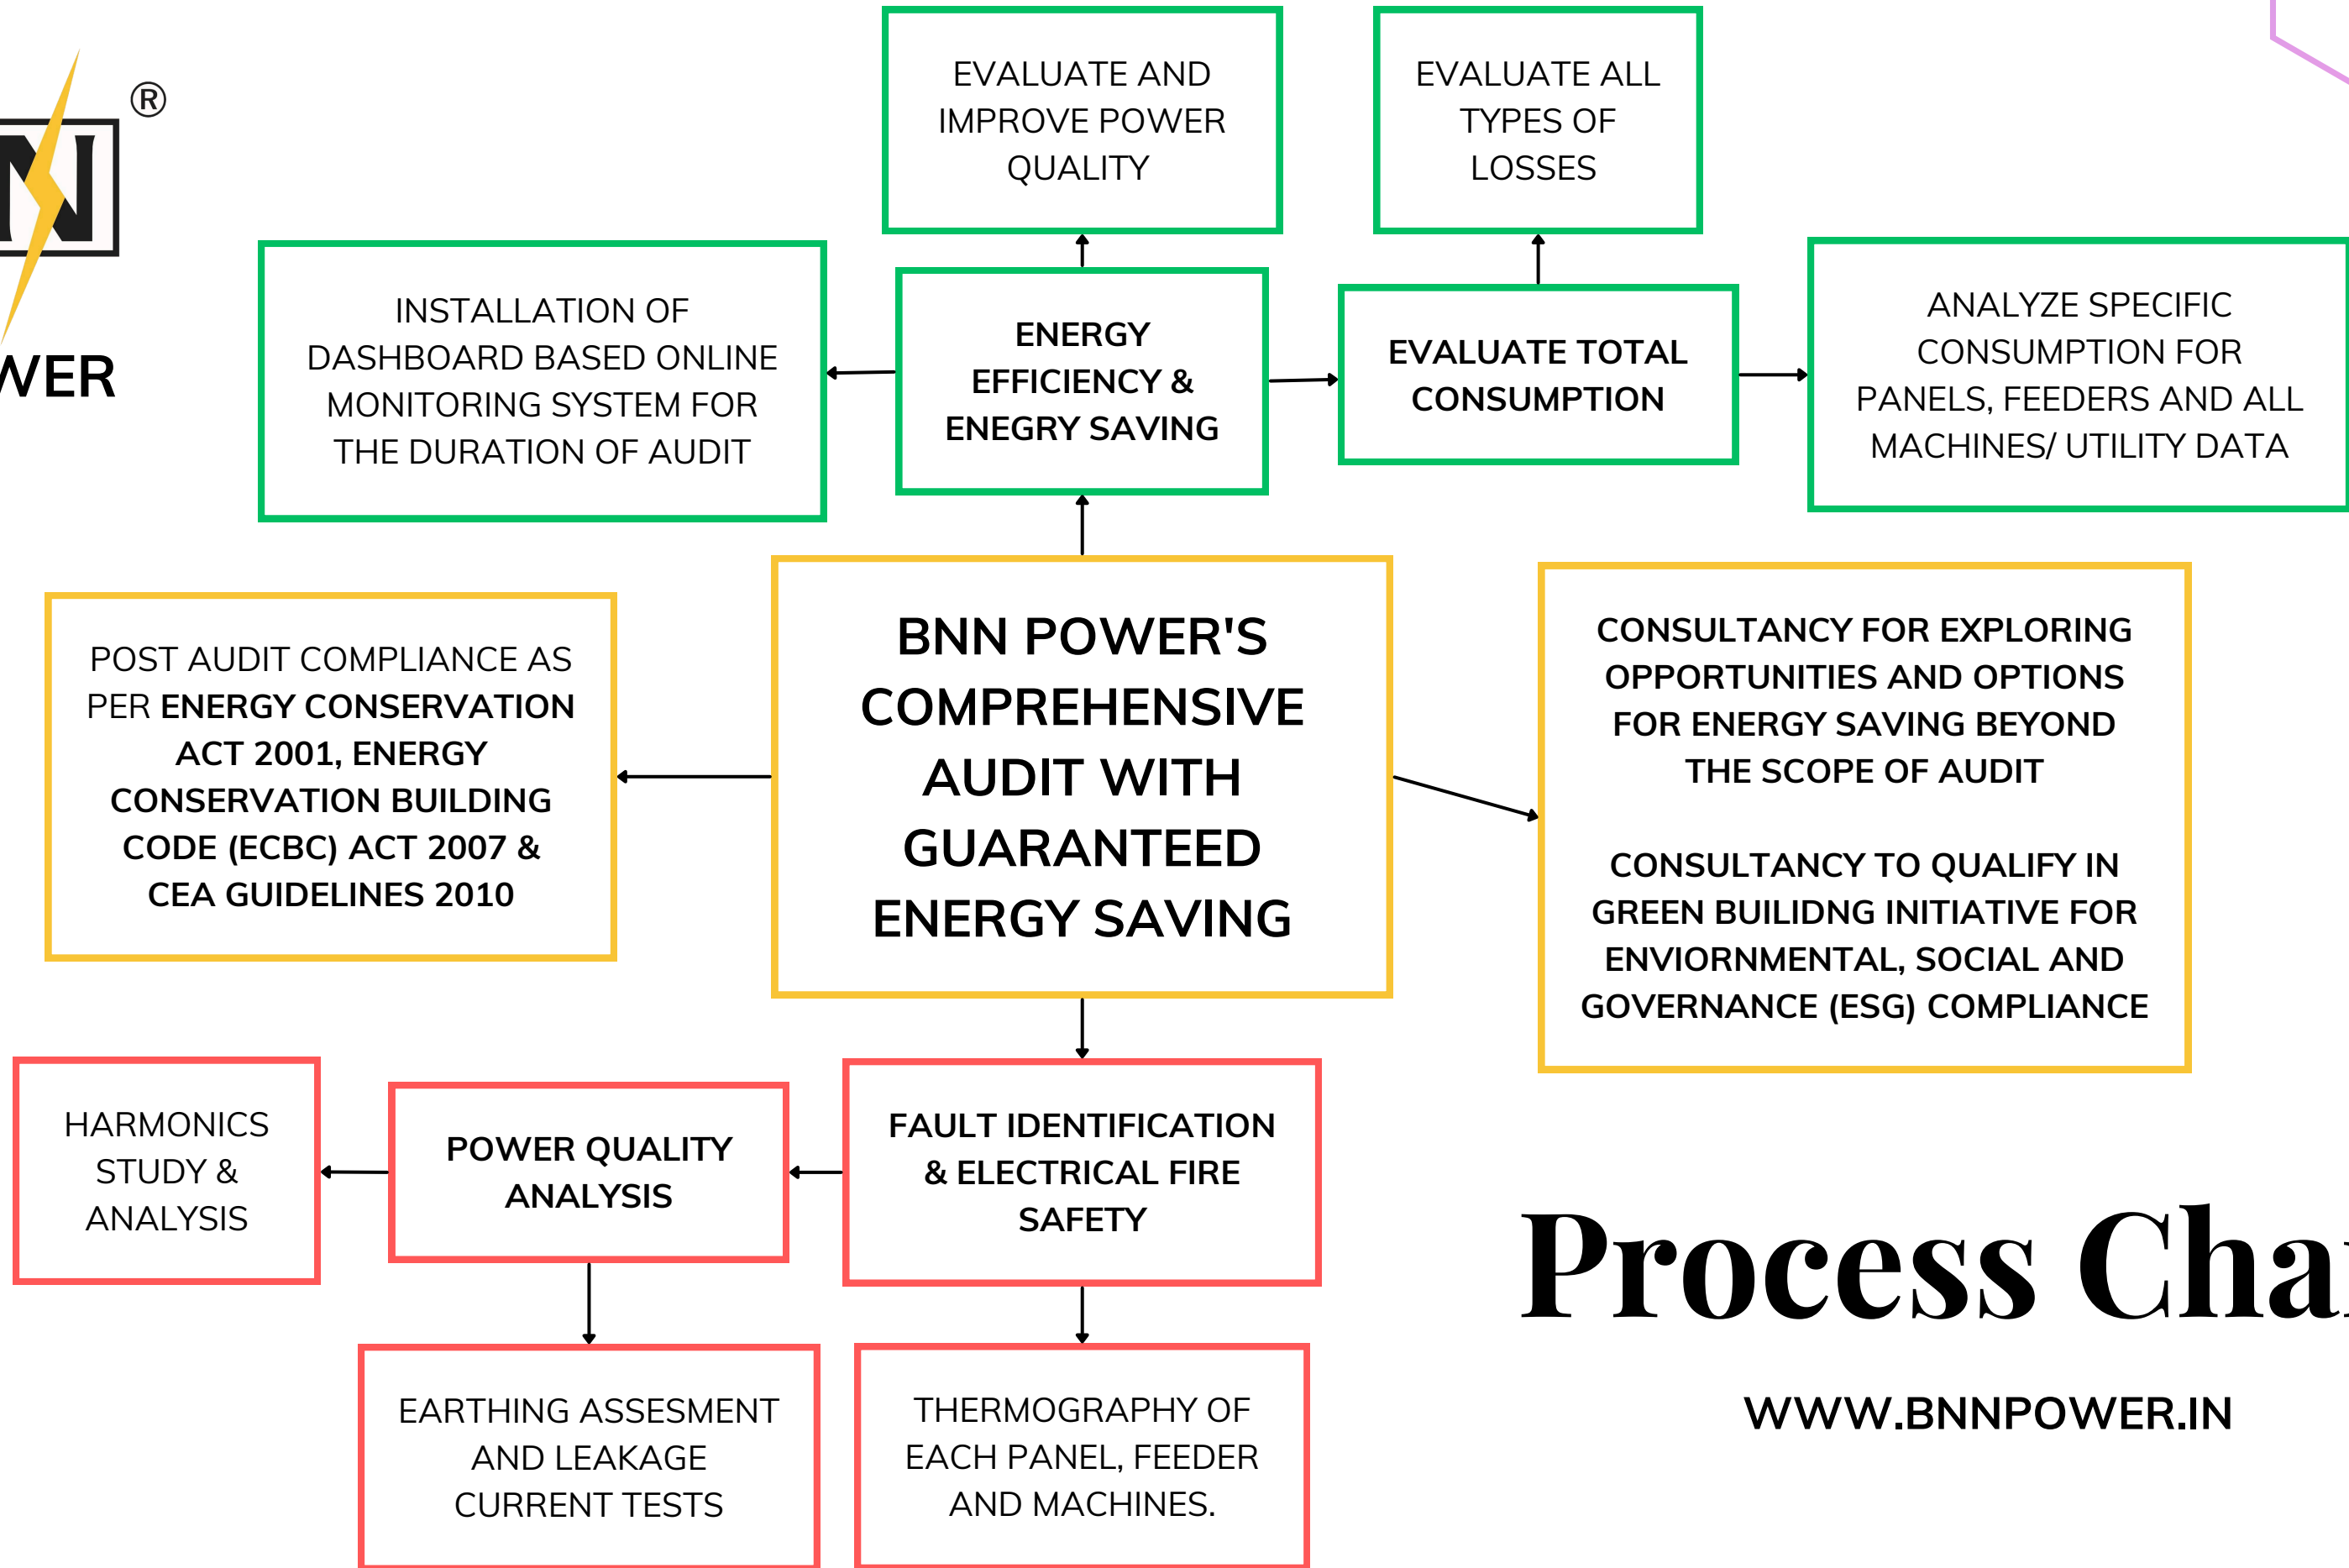 ®
N
WER
EVALUATE AND
IMPROVE POWER
QUALITY
EVALUATE ALL
TYPES OF
LOSSES
INSTALLATION OF
DASHBOARD BASED ONLINE
MONITORING SYSTEM FOR
THE DURATION OF AUDIT
ENERGY
EFFICIENCY &
ENEGRY SAVING
EVALUATE TOTAL
CONSUMPTION
ANALYZE SPECIFIC
CONSUMPTION FOR
PANELS, FEEDERS AND ALL
MACHINES/ UTILITY DATA
POST AUDIT COMPLIANCE AS
PER ENERGY CONSERVATION
ACT 2001, ENERGY
CONSERVATION BUILDING
CODE (ECBC) ACT 2007 &
CEA GUIDELINES 2010
BNN POWER'S
COMPREHENSIVE
AUDIT WITH
GUARANTEED
ENERGY SAVING
CONSULTANCY FOR EXPLORING
OPPORTUNITIES AND OPTIONS
FOR ENERGY SAVING BEYOND
THE SCOPE OF AUDIT
CONSULTANCY TO QUALIFY IN
GREEN BUILIDNG INITIATIVE FOR
ENVIORNMENTAL, SOCIAL AND
GOVERNANCE (ESG) COMPLIANCE
HARMONICS
STUDY &
ANALYSIS
POWER QUALITY
ANALYSIS
FAULT IDENTIFICATION
& ELECTRICAL FIRE
SAFETY
EARTHING ASSESMENT
AND LEAKAGE
CURRENT TESTS
THERMOGRAPHY OF
EACH PANEL, FEEDER
AND MACHINES.
Process Cha
WWW.BNNPOWER.IN